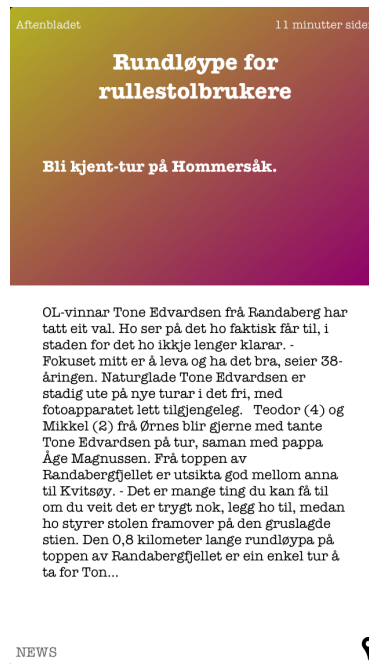 Aftenbladet
11 minutter siden
Rundløype for
rullestolbrukere
Bli kjent-tur på Hommersåk.
OL-vinnar Tone Edvardsen frå Randaberg har
tatt eit val. Ho ser på det ho faktisk får til, i
staden for det ho ikkje lenger klarar. -
Fokuset mitt er å leva og ha det bra, seier 38-
åringen. Naturglade Tone Edvardsen er
stadig ute på nye turar i det fri, med
fotoapparatet lett tilgjengeleg.   Teodor (4) og
Mikkel (2) frå Ørnes blir gjerne med tante
Tone Edvardsen på tur, saman med pappa
Åge Magnussen. Frå toppen av
Randabergfjellet er utsikta god mellom anna
til Kvitsøy. - Det er mange ting du kan få til
om du veit det er trygt nok, legg ho til, medan
ho styrer stolen framover på den gruslagde
stien. Den 0,8 kilometer lange rundløypa på
toppen av Randabergfjellet er ein enkel tur å
ta for Ton...
NEWS